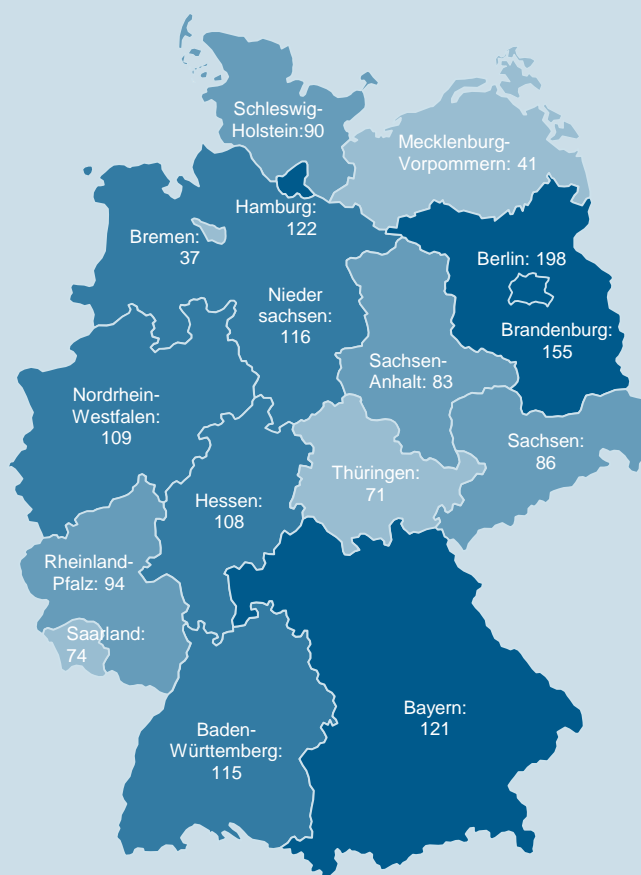 Schleswig-
Holstein:90
Mecklenburg-
Vorpommern: 41
Hamburg:
122
Bremen:
37
Berlin: 198
Nieder
sachsen:
116
Brandenburg:
155
Sachsen-
Anhalt: 83
Nordrhein-
Westfalen:
109
Sachsen:
86
Thüringen:
71
Hessen:
108
Rheinland-
Pfalz: 94
Saarland:
74
Bayern:
121
Baden-
Württemberg:
115